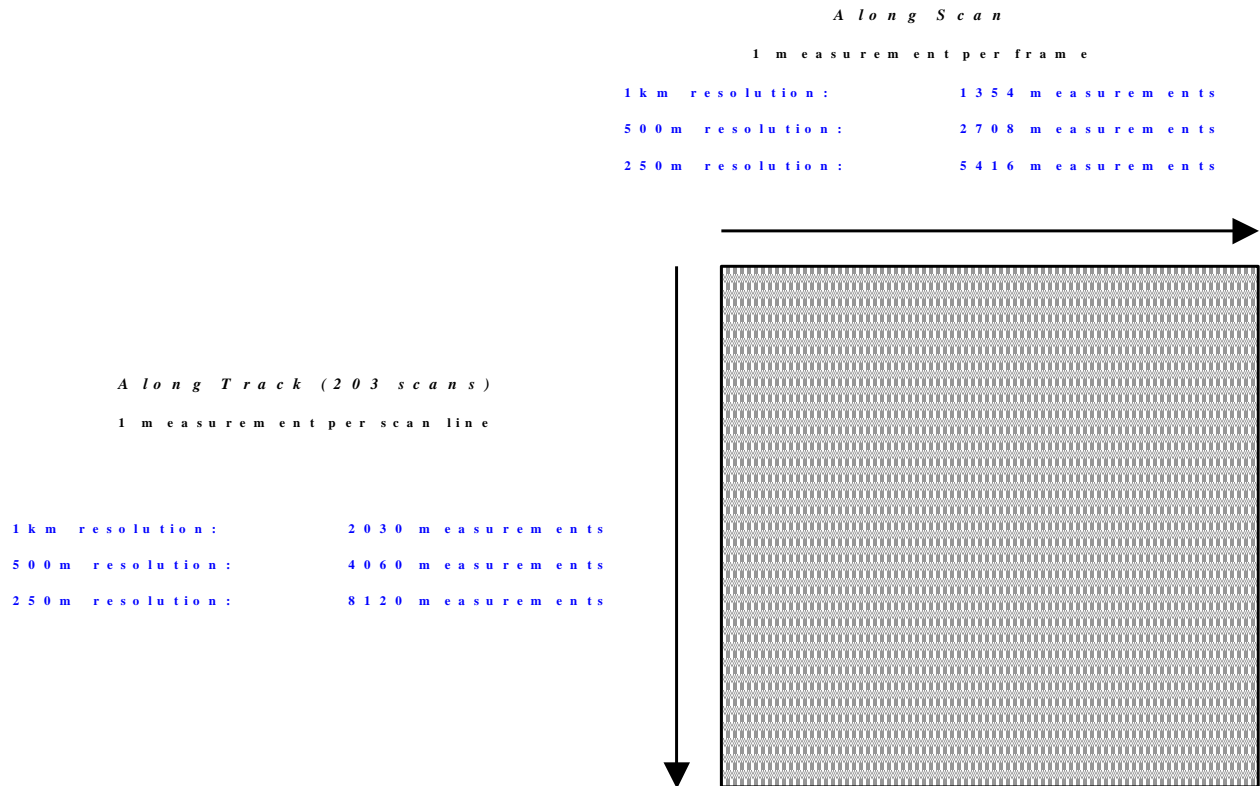 Along Scan
1 measurement per frame
1km resolution: 1354 measurements
500m resolution: 2708 measurements
250m resolution: 5416 measurements
Along Track (203 scans)
1 measurement per scan line
1km resolution: 2030 measurements
500m resolution: 4060 measurements
250m resolution: 8120 measurements